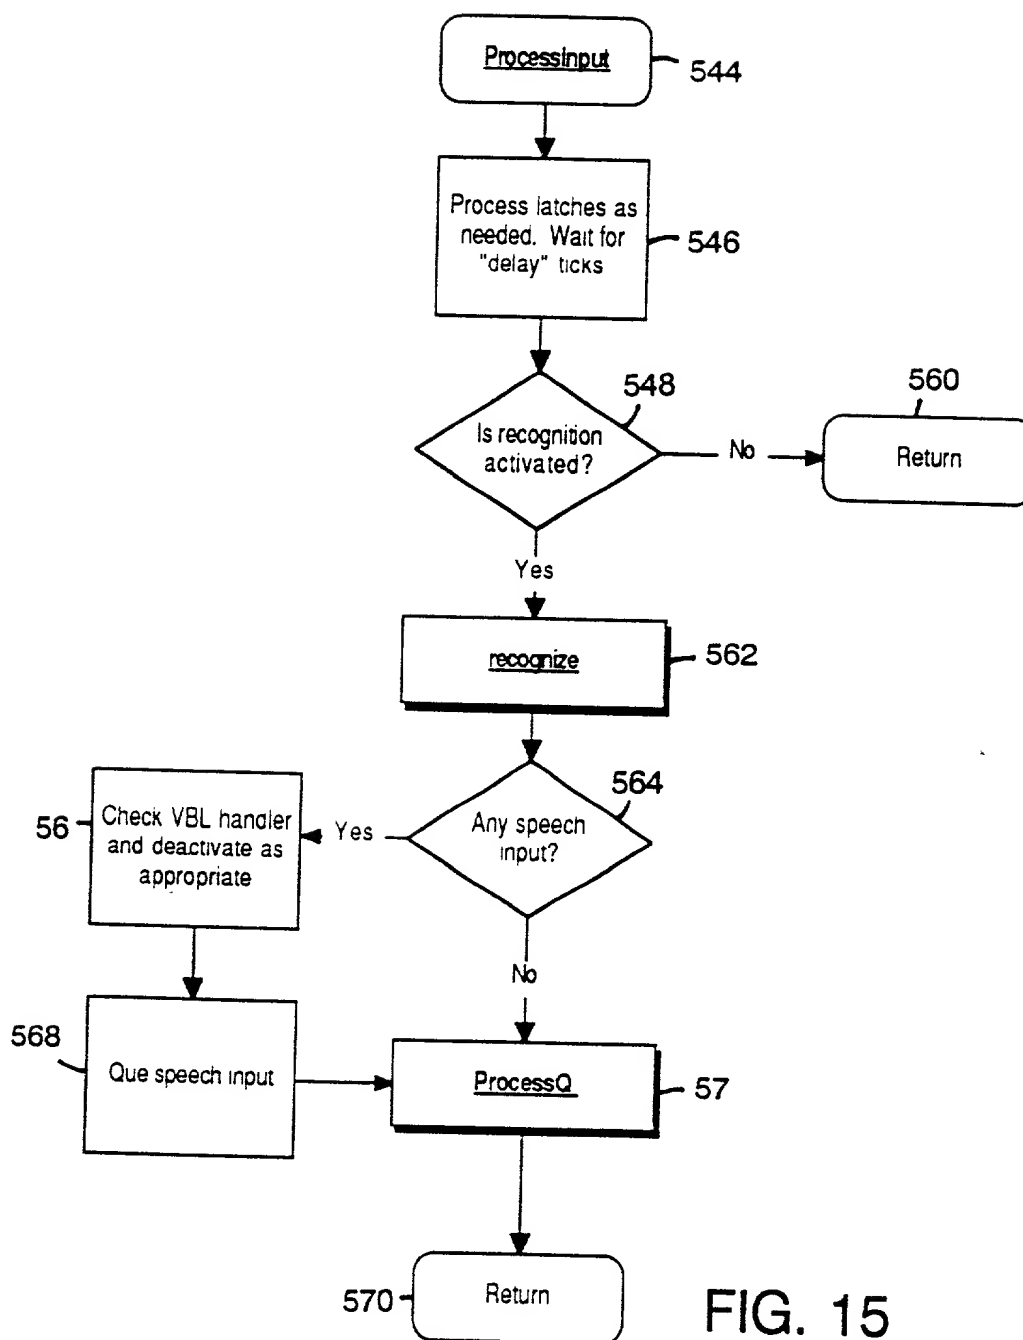 ProcessInput
544
Process latches as
needed. Wait for
"delay" ticks
546
548
Is recognition
activated?
No
560
Return
Yes
recognize
562
564
Any speech
input?
Yes
56
Check VBL handler
and deactivate as
appropriate
No
568
Que speech input
ProcessQ
57
570
Return
FIG. 15